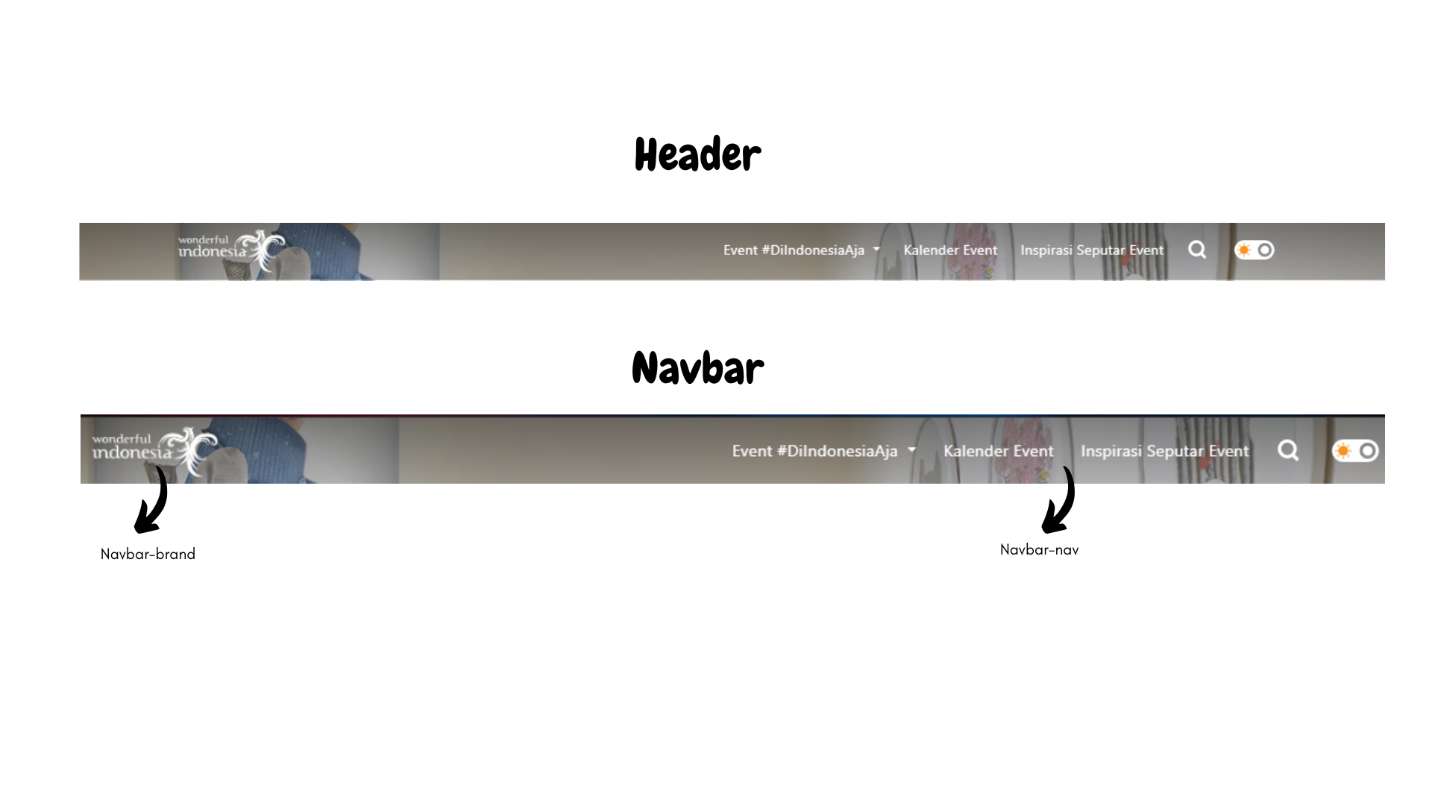 Header
wonderful
indonesia
Event #DiIndonesiaAja
Kalender Event
Inspirasi Seputar Event
Navbar
wonderful
indonesia
Event #DiIndonesiaAja
Kalender Event
Inspirasi Seputar Event
Navbar-brand
Navbar-nav